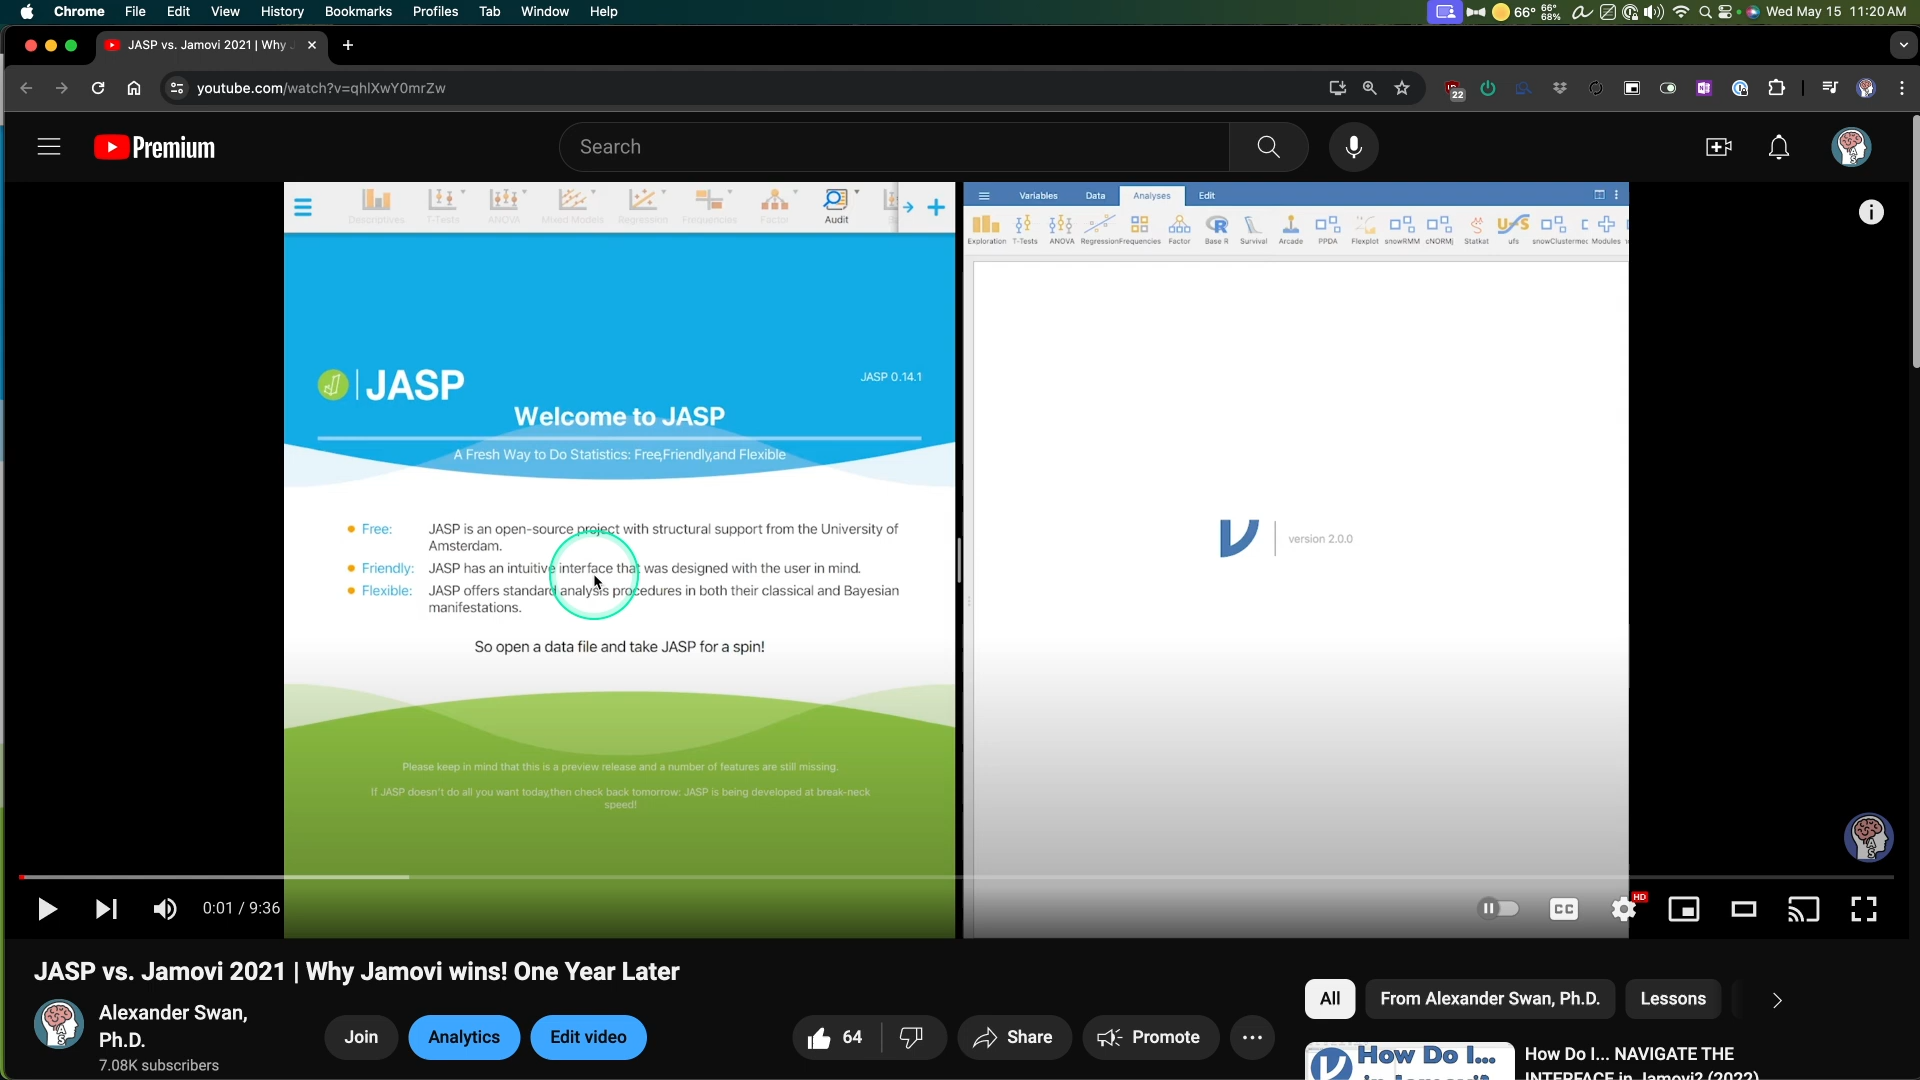 Chrome File Edit View History Bookmarks Profiles Tab Window Help
66° 66° 68% Wed May 15 11:20 AM
JASP vs. Jamovi 2021 | Why
youtube.com/watch?v=qhlXwY0mrZw
22
Premium
Search
Descriptives T-Tests ANOVA Mixed Models Regression Frequencies Factor Audit
JASP
JASP 0.14.1
Welcome to JASP
A Fresh Way to Do Statistics: Free,Friendly,and Flexible
Free: JASP is an open-source project with structural support from the University of
Amsterdam.
Friendly: JASP has an intuitive interface that was designed with the user in mind.
Flexible: JASP offers standard analysis procedures in both their classical and Bayesian
manifestations.
So open a data file and take JASP for a spin!
Please keep in mind that this is a preview release and a number of features are still missing.
If JASP doesn't do all you want today,then check back tomorrow: JASP is being developed at break-neck
speed!
Variables Data Analyses Edit
Exploration T-Tests ANOVA Regression Frequencies Factor Base R Survival Arcade PPDA Flexplot snowRMM cNORMj Statkat ufs snowCluster Modules
version 2.0.0
0:01 / 9:36
CC HD
JASP vs. Jamovi 2021 | Why Jamovi wins! One Year Later
Alexander Swan,
Ph.D.
7.08K subscribers
Join Analytics Edit video 64 Share Promote
All From Alexander Swan, Ph.D. Lessons
How Do I...
How Do I... NAVIGATE THE
INTERFACE in Jamovi? (2022)